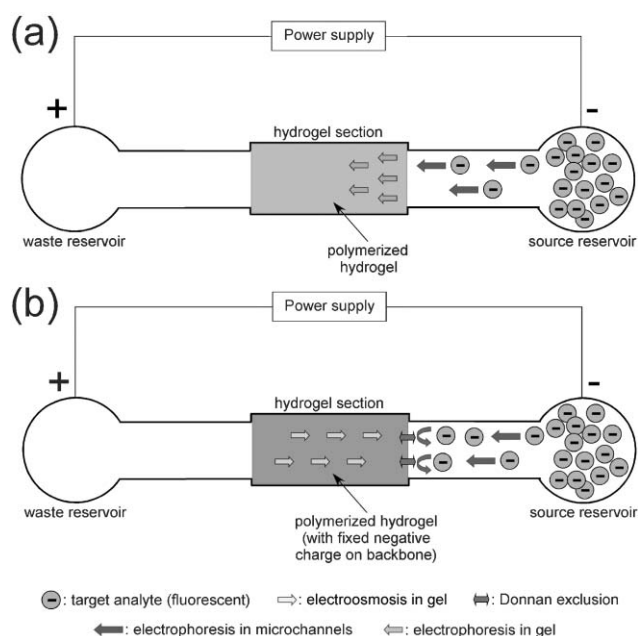 (a)
Power supply
+
-
hydrogel section
waste reservoir
polymerized
hydrogel
source reservoir
(b)
Power supply
+
-
hydrogel section
waste reservoir
polymerized hydrogel
(with fixed negative
charge on backbone)
source reservoir
: target analyte (fluorescent) : electroosmosis in gel : Donnan exclusion
: electrophoresis in microchannels : electrophoresis in gel